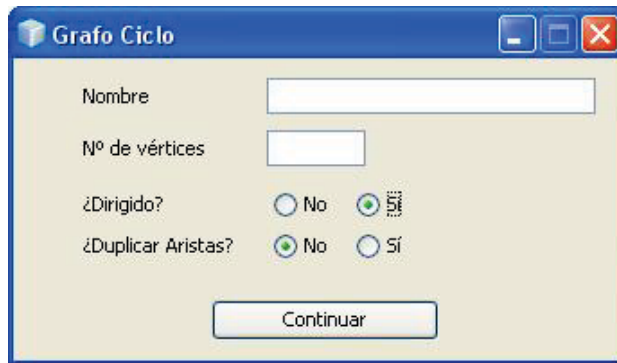 Grafo Ciclo
Nombre
Nº de vértices
¿Dirigido? No Sí
¿Duplicar Aristas? No Sí
Continuar